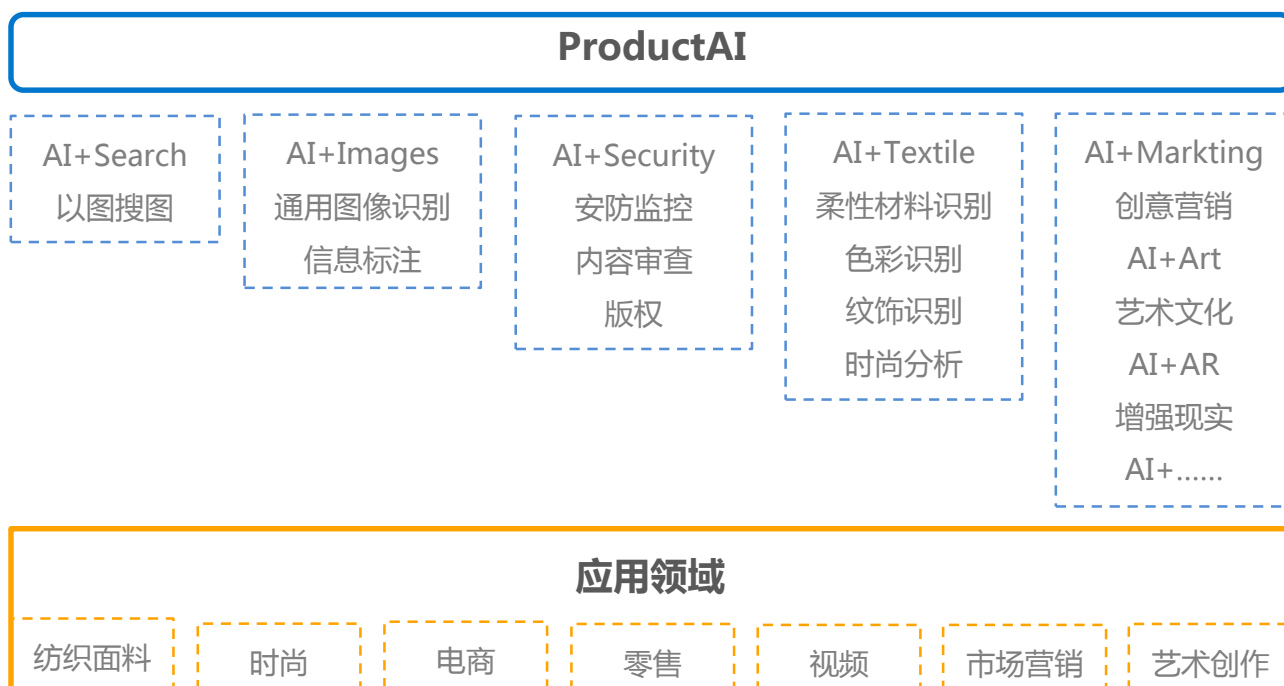 ProductAI
AI+Search
以图搜图
AI+Images
通用图像识别
信息标注
AI+Security
安防监控
内容审查
版权
AI+Textile
柔性材料识别
色彩识别
纹饰识别
时尚分析
AI+Markting
创意营销
AI+Art
艺术文化
AI+AR
增强现实
AI+......
应用领域
纺织面料
时尚
电商
零售
视频
市场营销
艺术创作